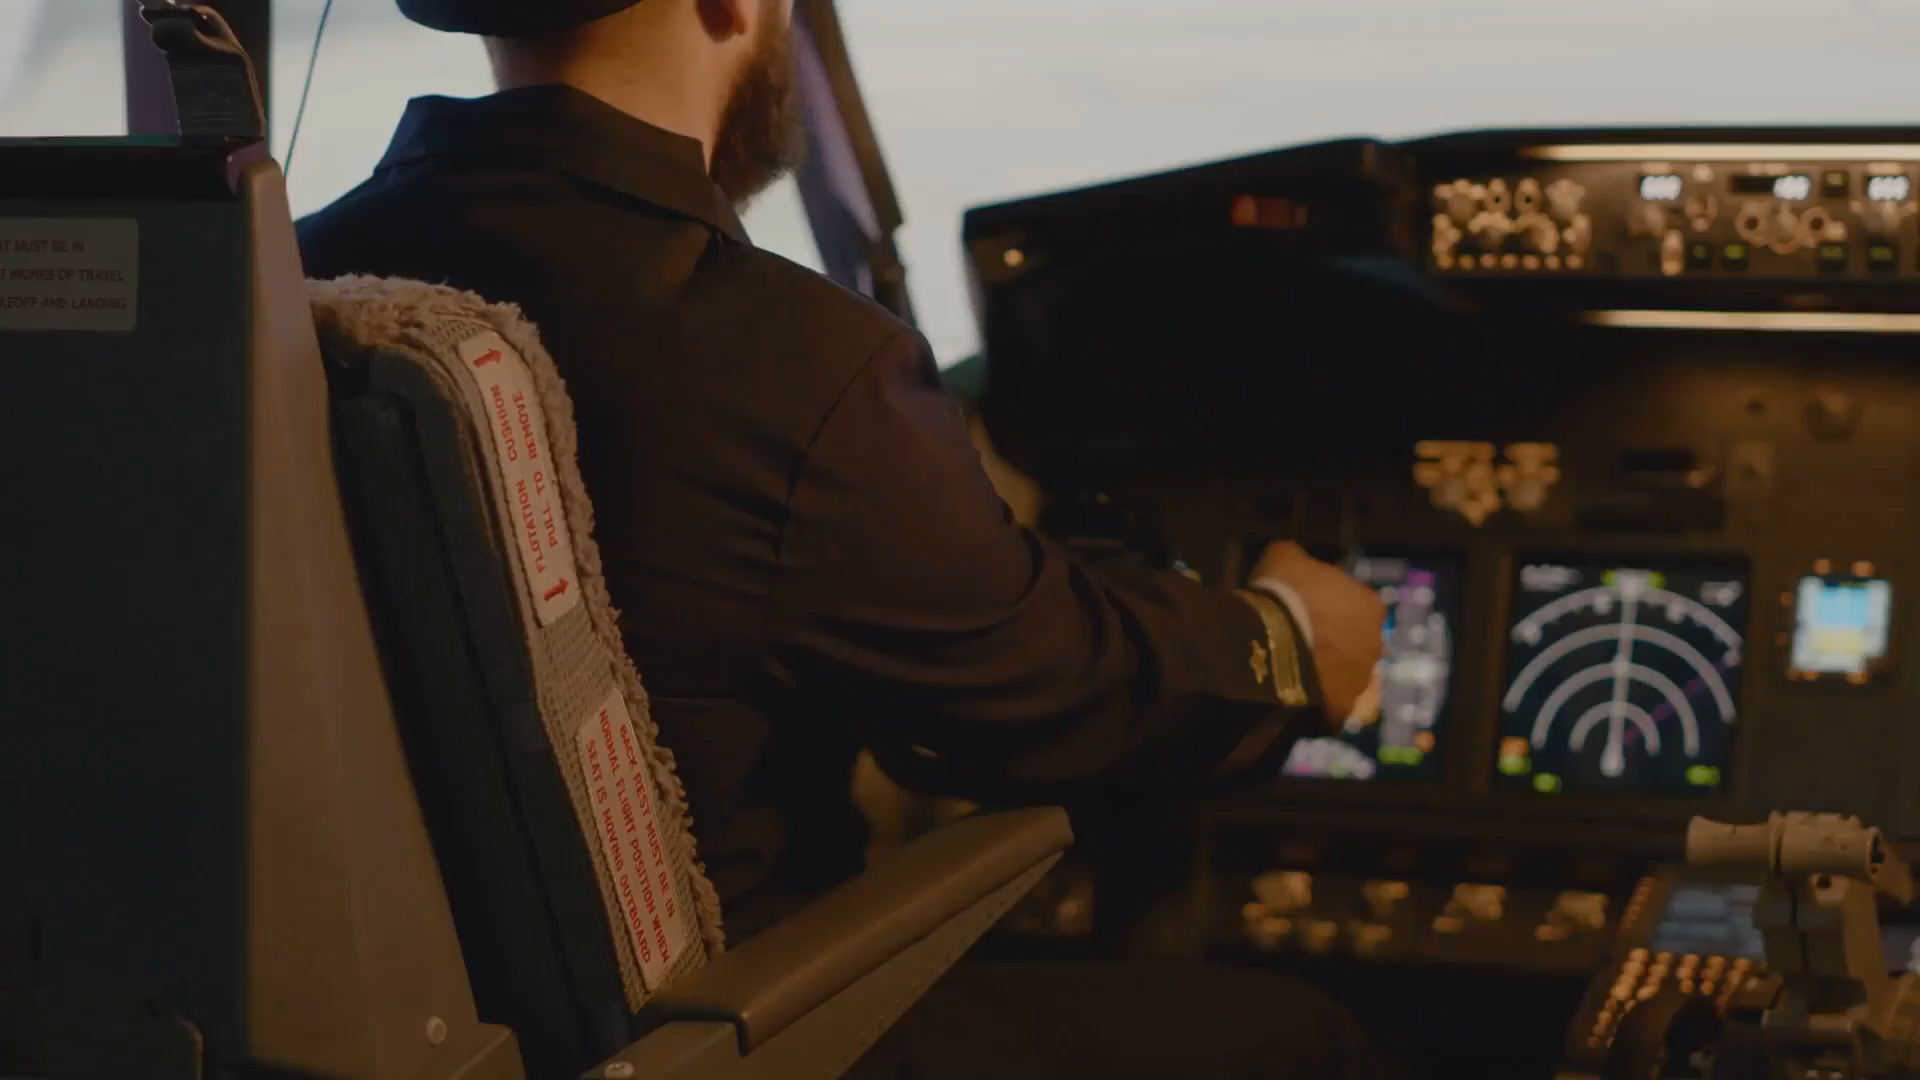 AT MUST BE IN
7 INCHES OF TRAVEL
KEOFF AND LANDING
FLOTATION CUSHION
PULL TO REMOVE
BACK REST MUST BE IN
NORMAL FLIGHT POSITION WHEN
SEAT IS MOVING OUTBOARD